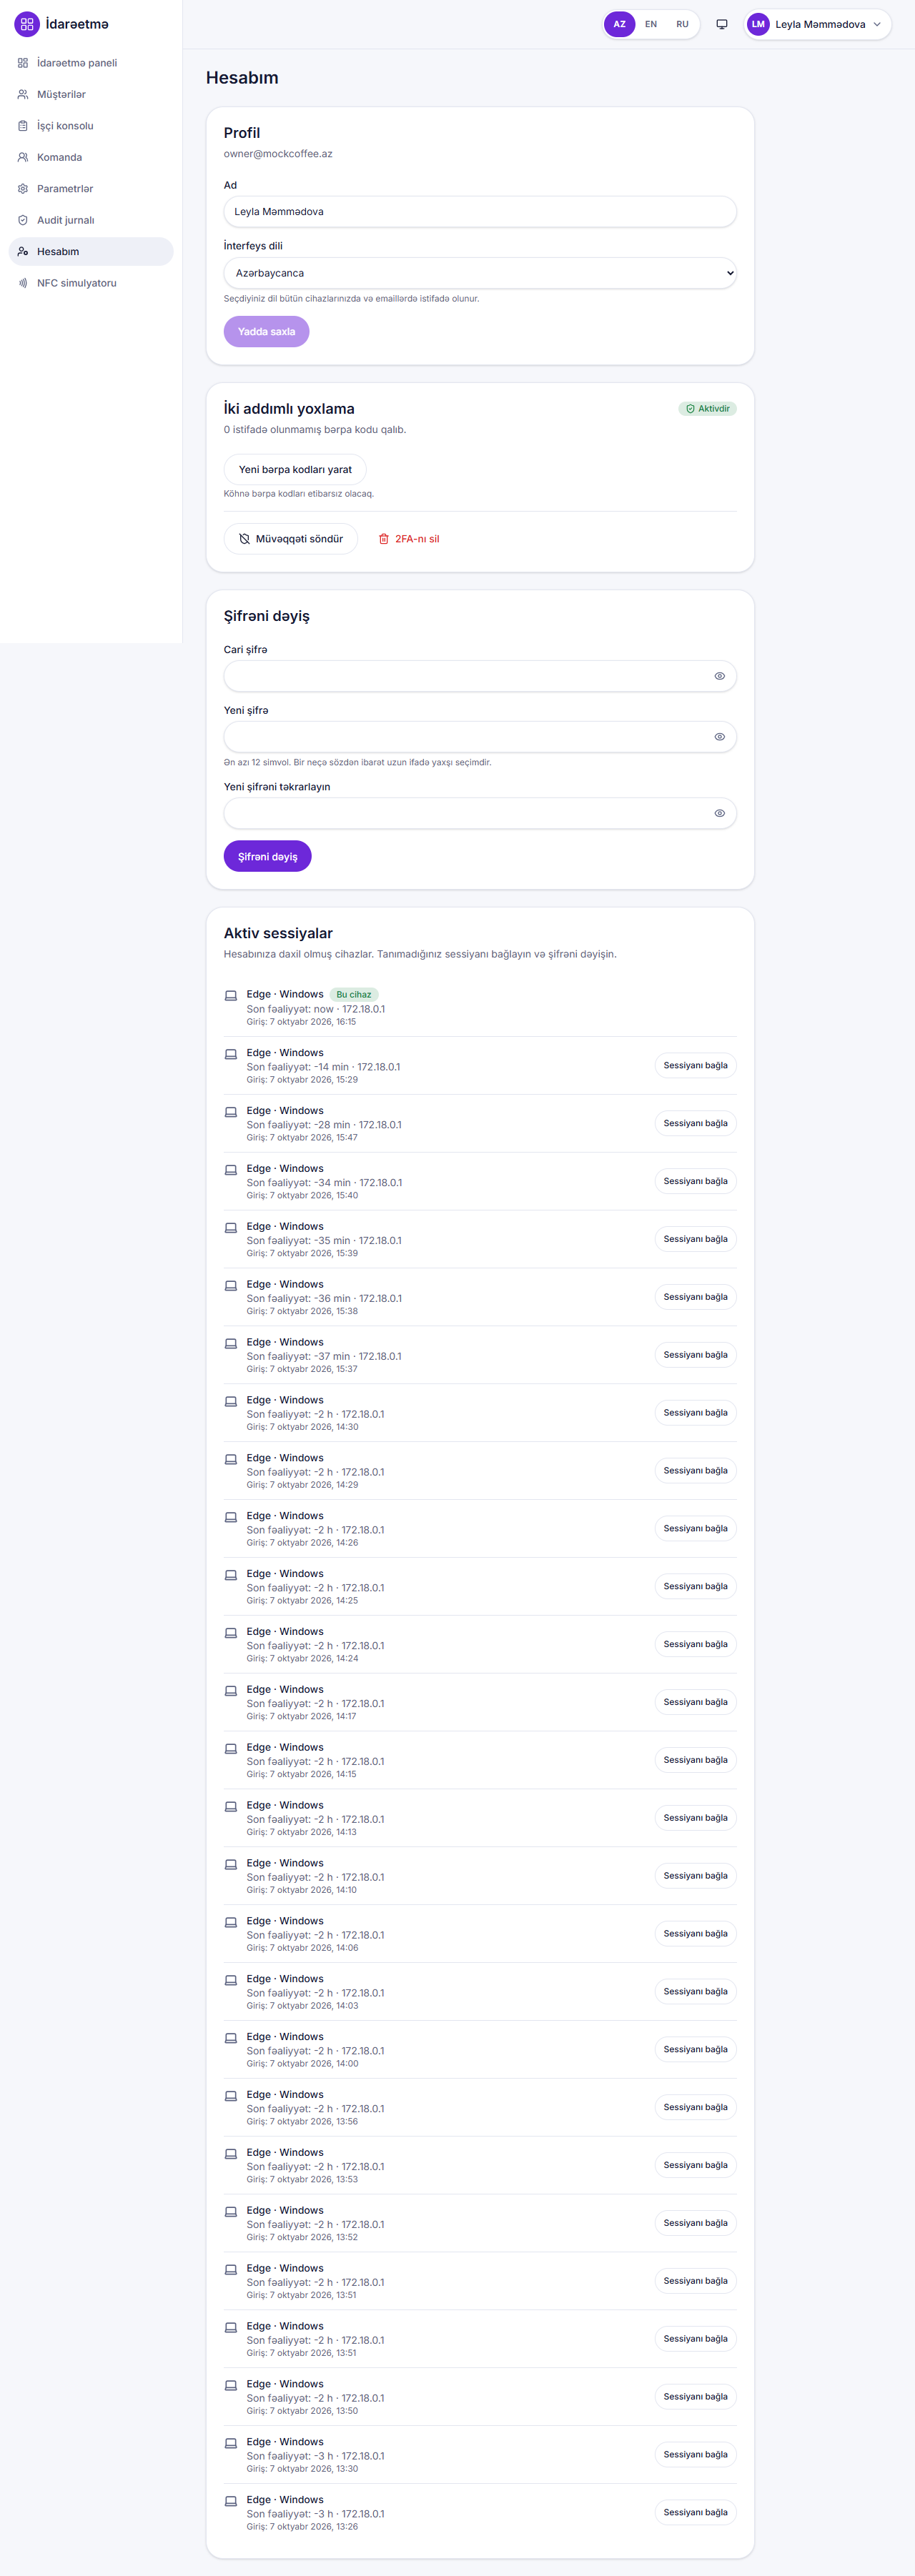 İdarəetmə
AZ EN RU
LM Leyla Məmmədova
İdarəetmə paneli
Müştərilər
İşçi konsolu
Komanda
Parametrlər
Audit jurnalı
Hesabım
NFC simulyatoru
Hesabım
Profil
owner@mockcoffee.az
Ad
Leyla Məmmədova
İnterfeys dili
Azərbaycanca
Seçdiyiniz dil bütün cihazlarınızda və emaillərdə istifadə olunur.
Yadda saxla
İki addımlı yoxlama
Aktivdir
0 istifadə olunmamış bərpa kodu qalıb.
Yeni bərpa kodları yarat
Köhnə bərpa kodları etibarsız olacaq.
Müvəqqəti söndür
2FA-nı sil
Şifrəni dəyiş
Cari şifrə
Yeni şifrə
Ən azı 12 simvol. Bir neçə sözdən ibarət uzun ifadə yaxşı seçimdir.
Yeni şifrəni təkrarlayın
Şifrəni dəyiş
Aktiv sessiyalar
Hesabınıza daxil olmuş cihazlar. Tanımadığınız sessiyanı bağlayın və şifrəni dəyişin.
Edge · Windows Bu cihaz
Son fəaliyyət: now · 172.18.0.1
Giriş: 7 oktyabr 2026, 16:15
Edge · Windows
Son fəaliyyət: -14 min · 172.18.0.1
Giriş: 7 oktyabr 2026, 15:29
Sessiyanı bağla
Edge · Windows
Son fəaliyyət: -28 min · 172.18.0.1
Giriş: 7 oktyabr 2026, 15:47
Sessiyanı bağla
Edge · Windows
Son fəaliyyət: -34 min · 172.18.0.1
Giriş: 7 oktyabr 2026, 15:40
Sessiyanı bağla
Edge · Windows
Son fəaliyyət: -35 min · 172.18.0.1
Giriş: 7 oktyabr 2026, 15:39
Sessiyanı bağla
Edge · Windows
Son fəaliyyət: -36 min · 172.18.0.1
Giriş: 7 oktyabr 2026, 15:38
Sessiyanı bağla
Edge · Windows
Son fəaliyyət: -37 min · 172.18.0.1
Giriş: 7 oktyabr 2026, 15:37
Sessiyanı bağla
Edge · Windows
Son fəaliyyət: -2 h · 172.18.0.1
Giriş: 7 oktyabr 2026, 14:30
Sessiyanı bağla
Edge · Windows
Son fəaliyyət: -2 h · 172.18.0.1
Giriş: 7 oktyabr 2026, 14:29
Sessiyanı bağla
Edge · Windows
Son fəaliyyət: -2 h · 172.18.0.1
Giriş: 7 oktyabr 2026, 14:26
Sessiyanı bağla
Edge · Windows
Son fəaliyyət: -2 h · 172.18.0.1
Giriş: 7 oktyabr 2026, 14:25
Sessiyanı bağla
Edge · Windows
Son fəaliyyət: -2 h · 172.18.0.1
Giriş: 7 oktyabr 2026, 14:24
Sessiyanı bağla
Edge · Windows
Son fəaliyyət: -2 h · 172.18.0.1
Giriş: 7 oktyabr 2026, 14:17
Sessiyanı bağla
Edge · Windows
Son fəaliyyət: -2 h · 172.18.0.1
Giriş: 7 oktyabr 2026, 14:15
Sessiyanı bağla
Edge · Windows
Son fəaliyyət: -2 h · 172.18.0.1
Giriş: 7 oktyabr 2026, 14:13
Sessiyanı bağla
Edge · Windows
Son fəaliyyət: -2 h · 172.18.0.1
Giriş: 7 oktyabr 2026, 14:10
Sessiyanı bağla
Edge · Windows
Son fəaliyyət: -2 h · 172.18.0.1
Giriş: 7 oktyabr 2026, 14:06
Sessiyanı bağla
Edge · Windows
Son fəaliyyət: -2 h · 172.18.0.1
Giriş: 7 oktyabr 2026, 14:03
Sessiyanı bağla
Edge · Windows
Son fəaliyyət: -2 h · 172.18.0.1
Giriş: 7 oktyabr 2026, 14:00
Sessiyanı bağla
Edge · Windows
Son fəaliyyət: -2 h · 172.18.0.1
Giriş: 7 oktyabr 2026, 13:56
Sessiyanı bağla
Edge · Windows
Son fəaliyyət: -2 h · 172.18.0.1
Giriş: 7 oktyabr 2026, 13:53
Sessiyanı bağla
Edge · Windows
Son fəaliyyət: -2 h · 172.18.0.1
Giriş: 7 oktyabr 2026, 13:52
Sessiyanı bağla
Edge · Windows
Son fəaliyyət: -2 h · 172.18.0.1
Giriş: 7 oktyabr 2026, 13:51
Sessiyanı bağla
Edge · Windows
Son fəaliyyət: -2 h · 172.18.0.1
Giriş: 7 oktyabr 2026, 13:51
Sessiyanı bağla
Edge · Windows
Son fəaliyyət: -2 h · 172.18.0.1
Giriş: 7 oktyabr 2026, 13:50
Sessiyanı bağla
Edge · Windows
Son fəaliyyət: -3 h · 172.18.0.1
Giriş: 7 oktyabr 2026, 13:30
Sessiyanı bağla
Edge · Windows
Son fəaliyyət: -3 h · 172.18.0.1
Giriş: 7 oktyabr 2026, 13:26
Sessiyanı bağla